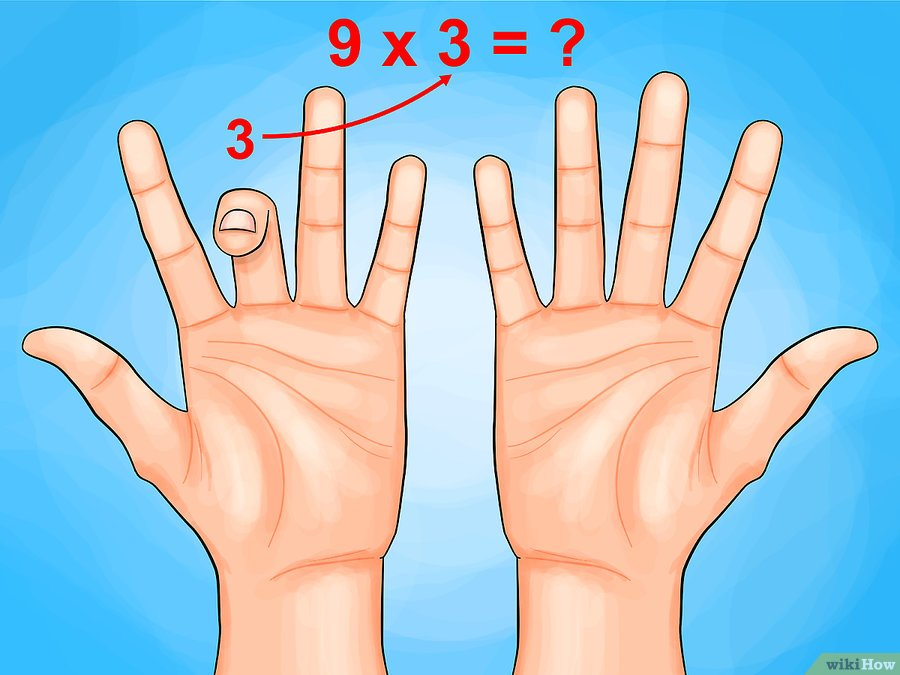 9 x 3 = ?
3
wikiHow